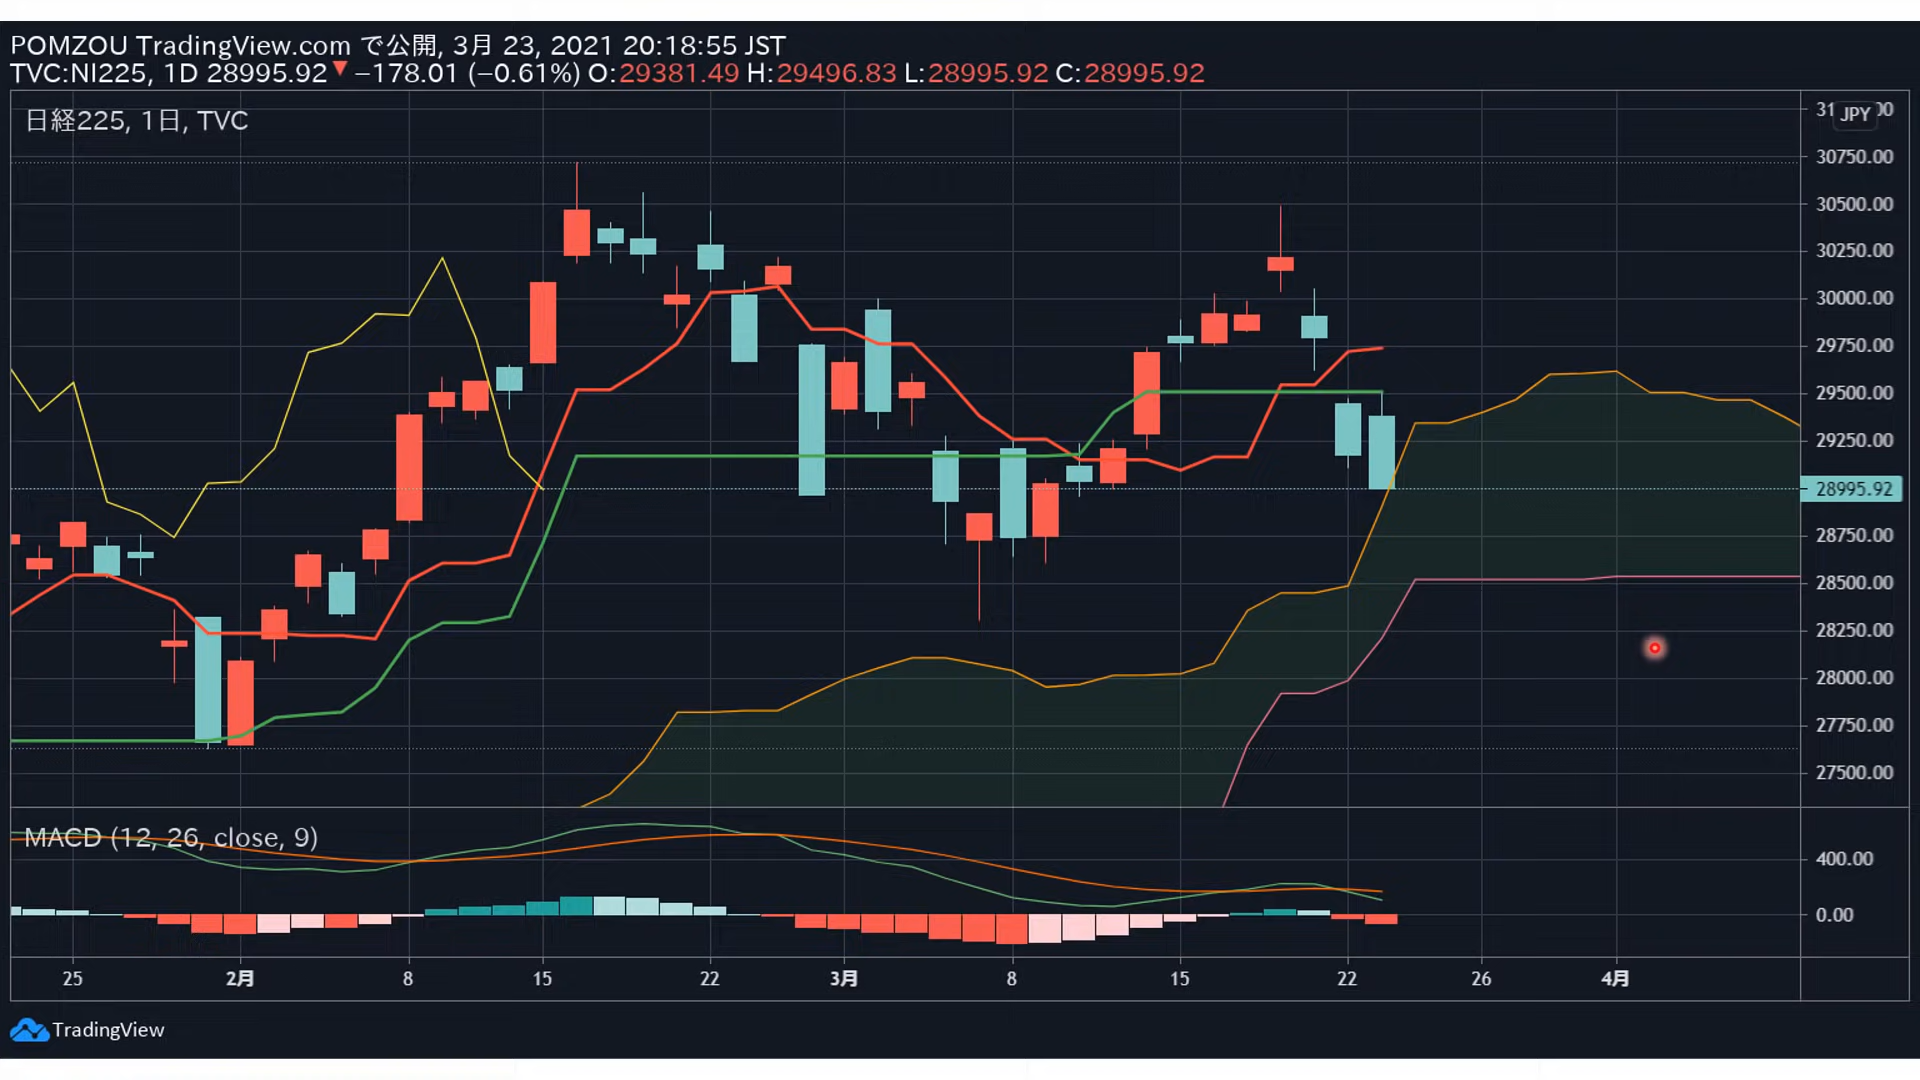 POMZOU TradingView.com で公開, 3月 23, 2021 20:18:55 JST
TVC:NI225, 1D 28995.92 ▼ −178.01 (−0.61%) O:29381.49 H:29496.83 L:28995.92 C:28995.92
日経225, 1日, TVC
JPY
30750.00
30500.00
30250.00
30000.00
29750.00
29500.00
29250.00
28995.92
28750.00
28500.00
28250.00
28000.00
27750.00
27500.00
MACD (12, 26, close, 9)
400.00
0.00
25 2月 8 15 22 3月 8 15 22 26 4月
TradingView